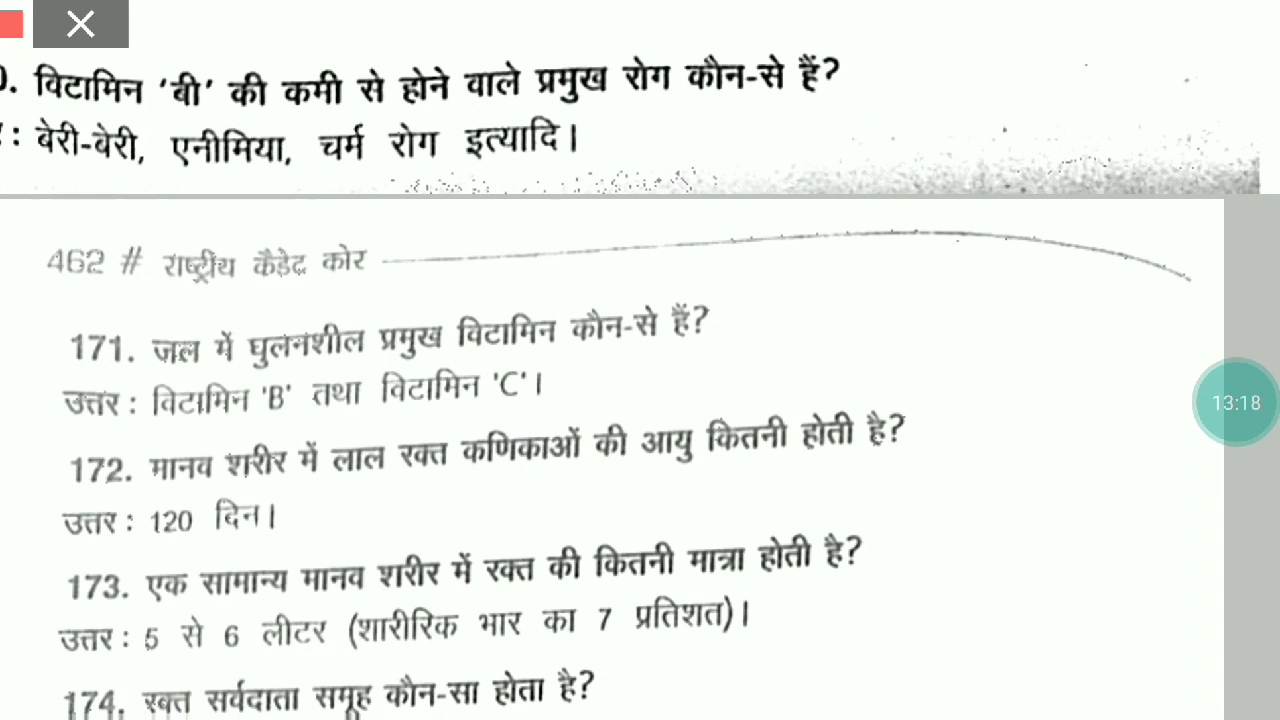 . विटामिन 'बी' की कमी से होने वाले प्रमुख रोग कौन-से हैं?
: बेरी-बेरी, एनीमिया, चर्म रोग इत्यादि।
462 # राष्ट्रीय कैडेट कोर
171. जल में घुलनशील प्रमुख विटामिन कौन-से हैं?
उत्तर : विटामिन 'B' तथा विटामिन 'C'।
13:18
172. मानव शरीर में लाल रक्त कणिकाओं की आयु कितनी होती है?
उत्तर : 120 दिन।
173. एक सामान्य मानव शरीर में रक्त की कितनी मात्रा होती है?
उत्तर : 5 से 6 लीटर (शारीरिक भार का 7 प्रतिशत)।
174. रक्त सर्वदाता समूह कौन-सा होता है?